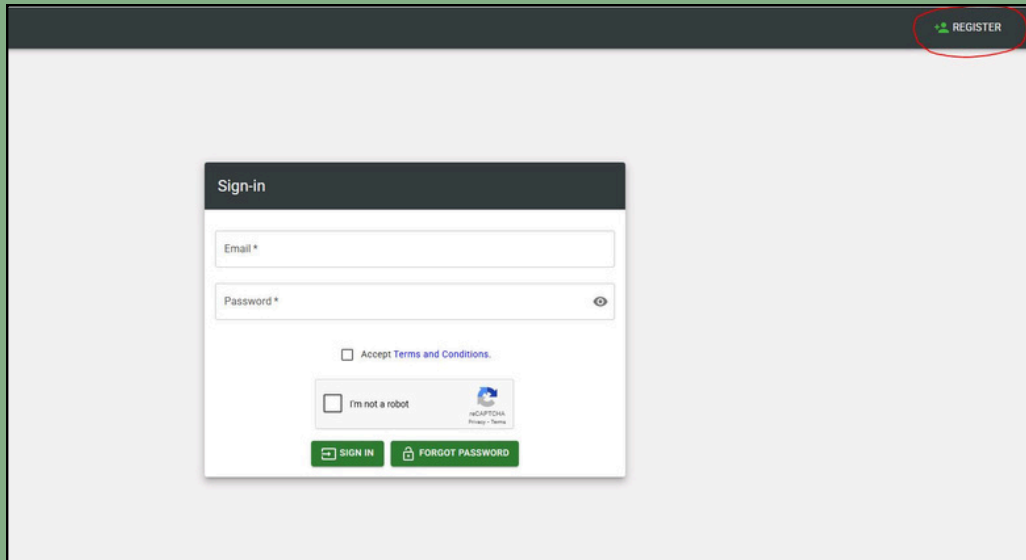 REGISTER
Sign-in
Email *
Password *
Accept Terms and Conditions.
I'm not a robot
reCAPTCHA
Privacy - Terms
SIGN IN
FORGOT PASSWORD